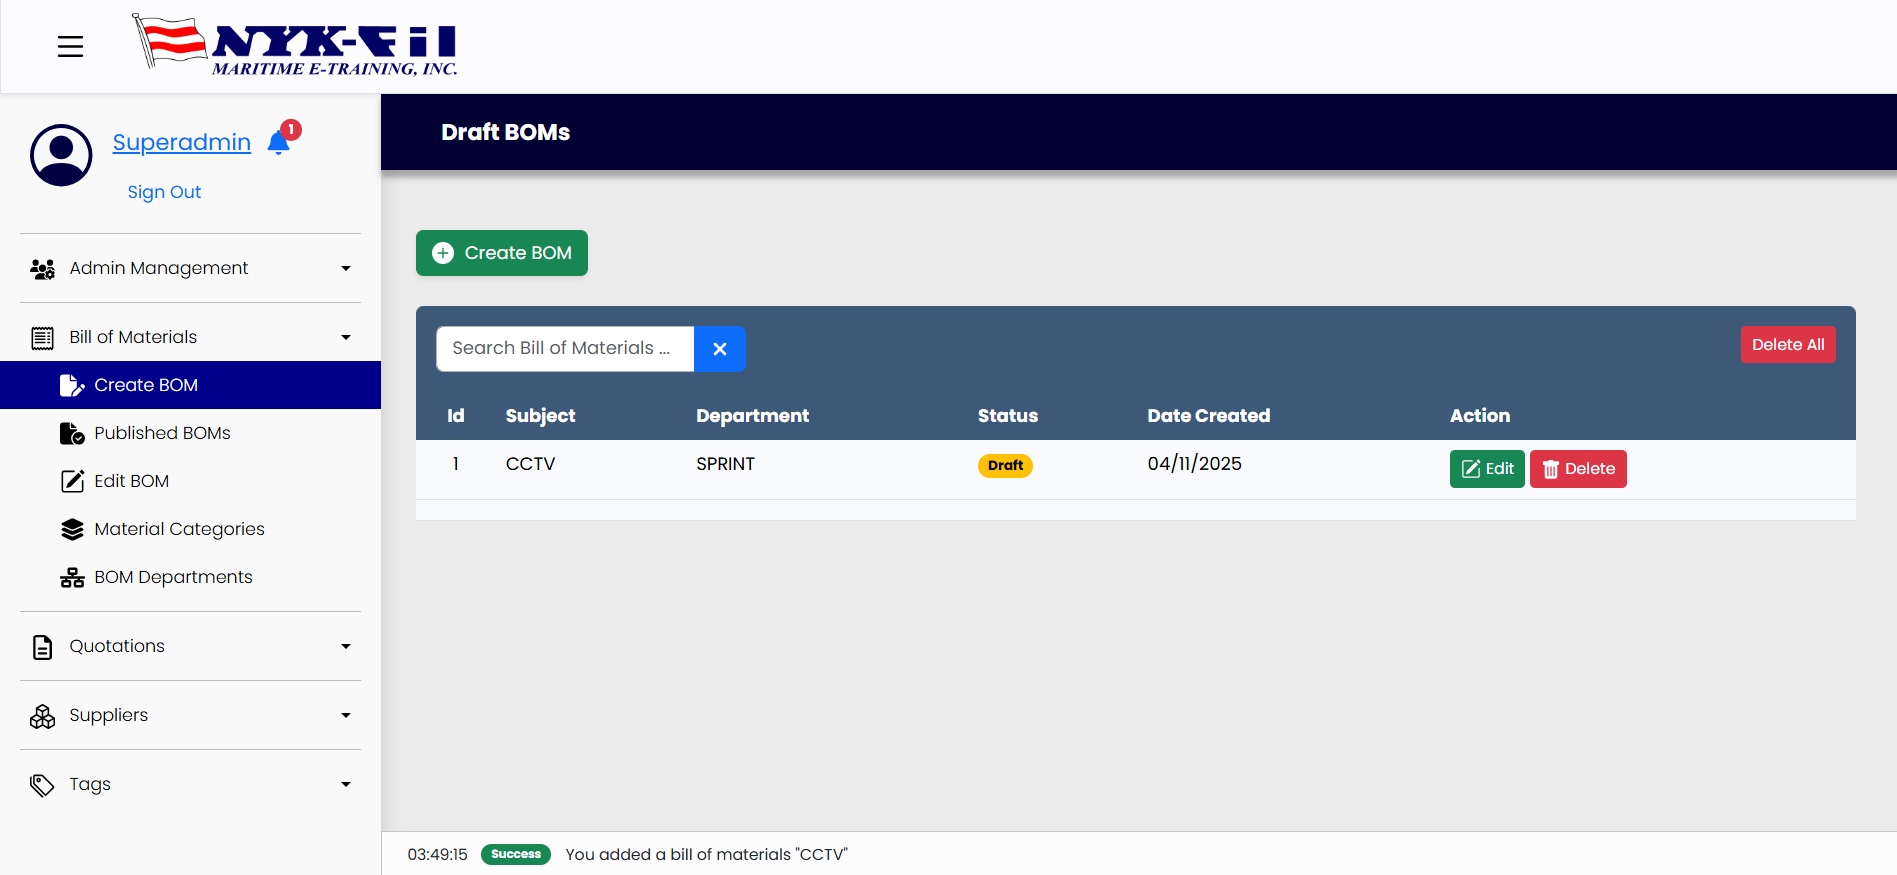 NYK-Fil
MARITIME E-TRAINING, INC.
Superadmin
1
Sign Out
Admin Management
Bill of Materials
Create BOM
Published BOMs
Edit BOM
Material Categories
BOM Departments
Quotations
Suppliers
Tags
Draft BOMs
Create BOM
Search Bill of Materials ...
Delete All
Id Subject Department Status Date Created Action
1 CCTV SPRINT Draft 04/11/2025 Edit Delete
03:49:15 Success You added a bill of materials "CCTV"